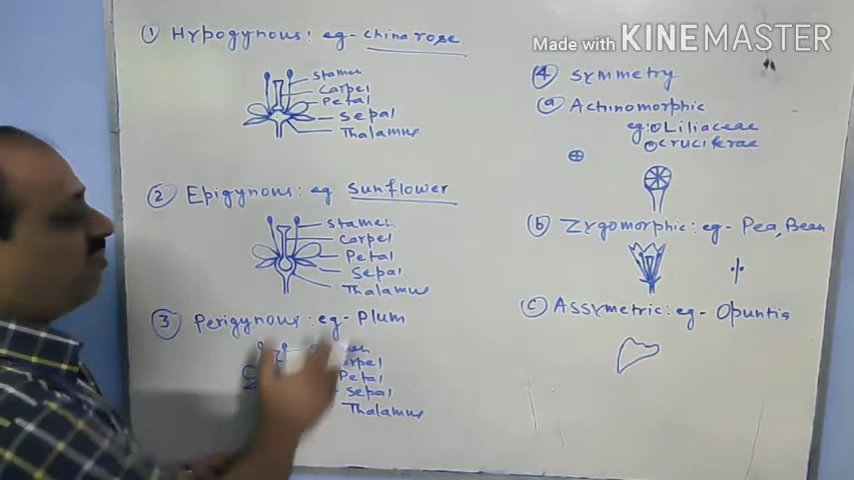 ① Hypogynous: eg- china rose
Stamen
Carpel
Petal
Sepal
Thalamus
② Epigynous: eg sunflower
Stamen
Carpel
Petal
Sepal
Thalamus
③ Perigynous: eg- Plum
Petal
Sepal
Thalamus
Made with KINEMASTER
④ Symmetry
ⓐ Actinomorphic
eg: Liliaceae
cruciferae
ⓑ Zygomorphic: eg- Pea, Bean
ⓒ Assymetric: eg- Opuntis